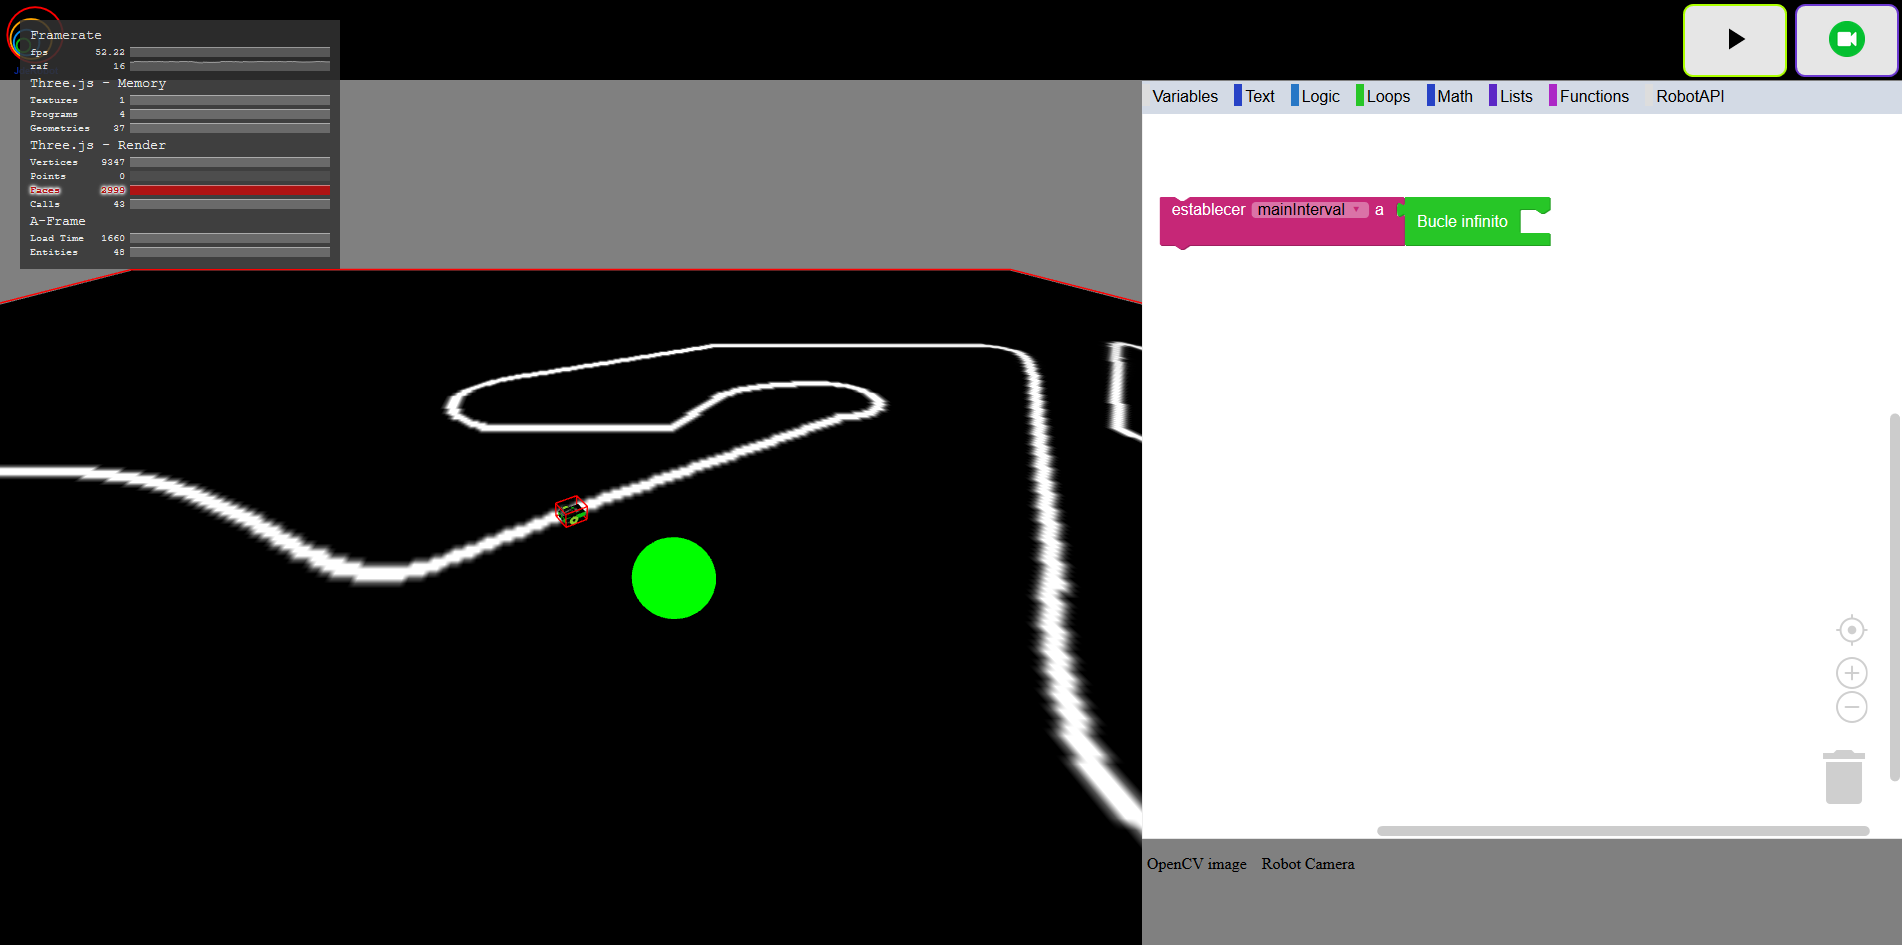 Framerate
fps 52.22
raf 16
Three.js - Memory
Textures 1
Programs 4
Geometries 37
Three.js - Render
Vertices 9347
Points 0
Faces 2999
Calls 43
A-Frame
Load Time 1660
Entities 48
Variables Text Logic Loops Math Lists Functions RobotAPI
establecer mainInterval a Bucle infinito
OpenCV image Robot Camera